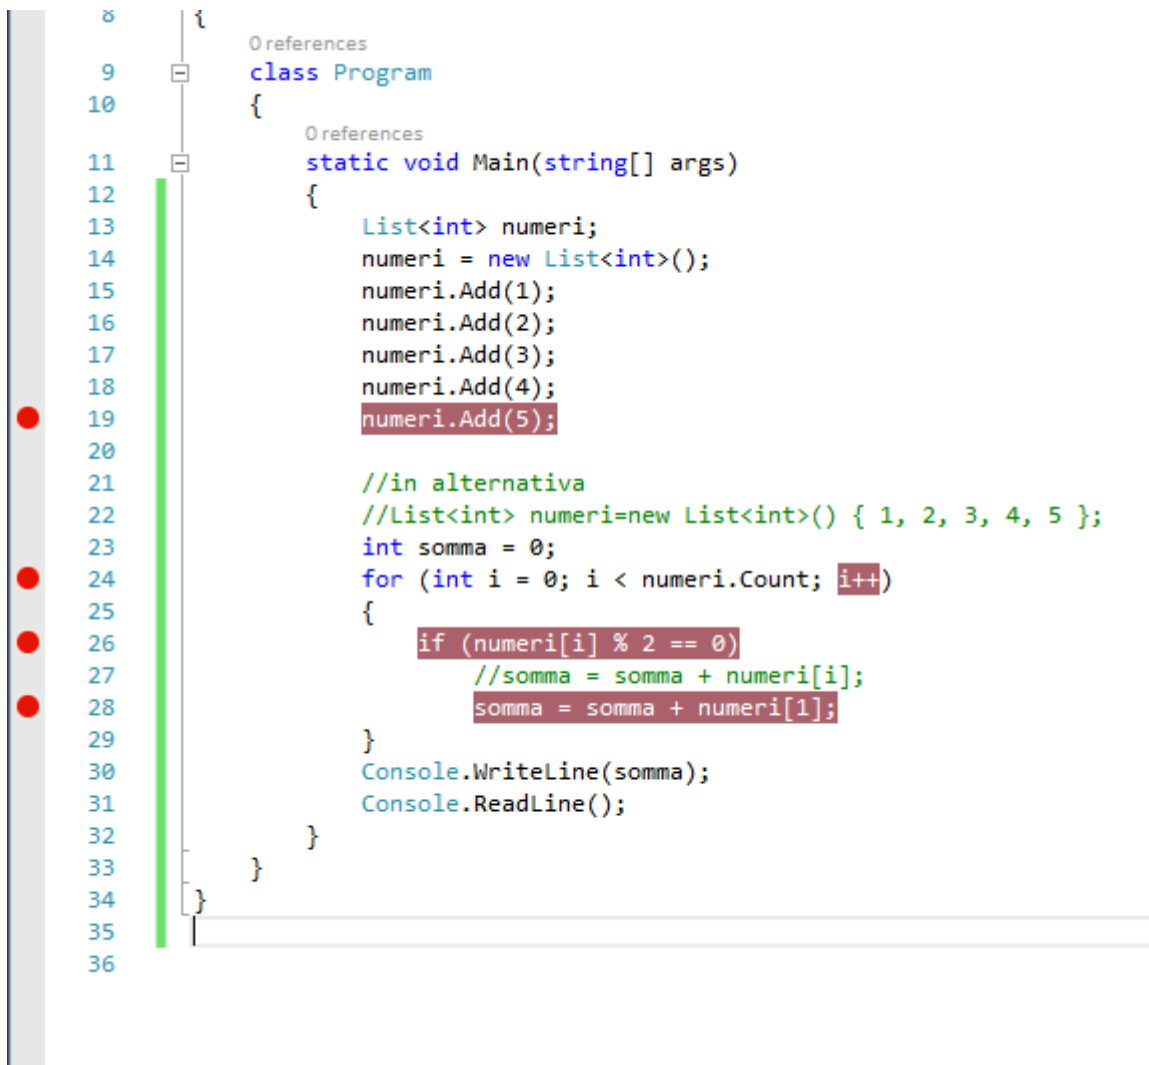 8 {
0 references
9 class Program
10 {
0 references
11 static void Main(string[] args)
12 {
13 List<int> numeri;
14 numeri = new List<int>();
15 numeri.Add(1);
16 numeri.Add(2);
17 numeri.Add(3);
18 numeri.Add(4);
19 numeri.Add(5);
20
21 //in alternativa
22 //List<int> numeri=new List<int>() { 1, 2, 3, 4, 5 };
23 int somma = 0;
24 for (int i = 0; i < numeri.Count; i++)
25 {
26 if (numeri[i] % 2 == 0)
27 //somma = somma + numeri[i];
28 somma = somma + numeri[1];
29 }
30 Console.WriteLine(somma);
31 Console.ReadLine();
32 }
33 }
34 }
35
36